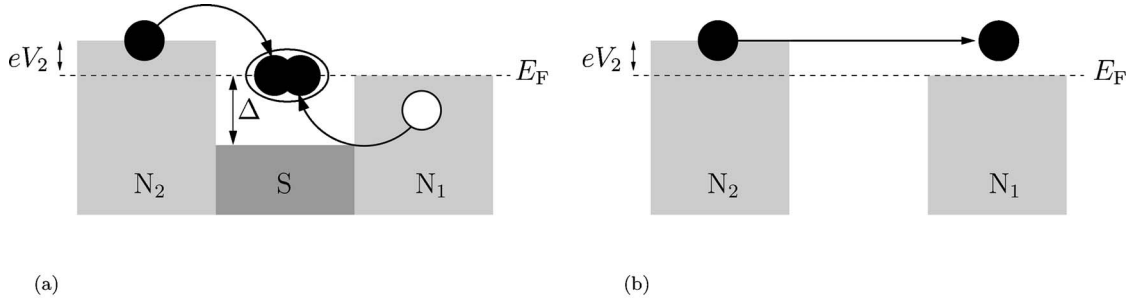 eV₂
E_F
Δ
N₂ S N₁
(a)
eV₂
E_F
N₂ N₁
(b)